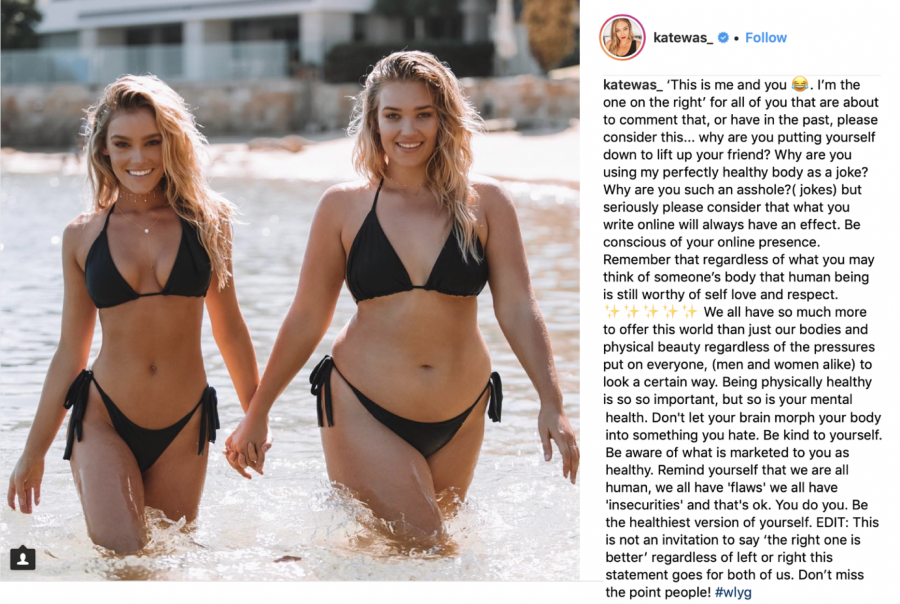 katewas_ • Follow
katewas_ ‘This is me and you 😂. I’m the
one on the right’ for all of you that are about
to comment that, or have in the past, please
consider this... why are you putting yourself
down to lift up your friend? Why are you
using my perfectly healthy body as a joke?
Why are you such an asshole?( jokes) but
seriously please consider that what you
write online will always have an effect. Be
conscious of your online presence.
Remember that regardless of what you may
think of someone’s body that human being
is still worthy of self love and respect.
✨✨✨✨✨ We all have so much more
to offer this world than just our bodies and
physical beauty regardless of the pressures
put on everyone, (men and women alike) to
look a certain way. Being physically healthy
is so so important, but so is your mental
health. Don't let your brain morph your body
into something you hate. Be kind to yourself.
Be aware of what is marketed to you as
healthy. Remind yourself that we are all
human, we all have 'flaws' we all have
'insecurities' and that's ok. You do you. Be
the healthiest version of yourself. EDIT: This
is not an invitation to say ‘the right one is
better’ regardless of left or right this
statement goes for both of us. Don’t miss
the point people! #wlyg